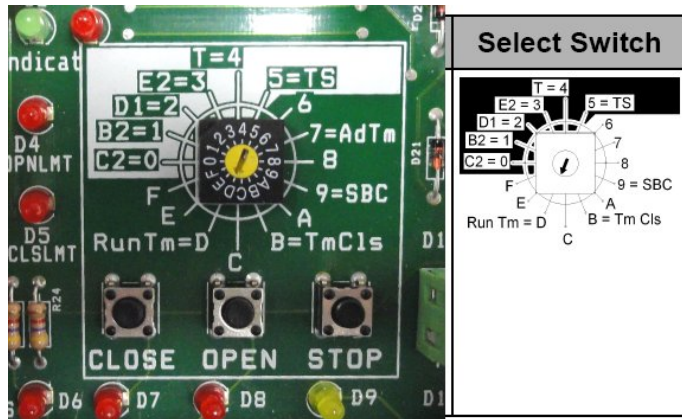 ndicat
D4
OPNLMT
D5
CLSLMT
R24
T=4
E2=3
5=TS
D1=2
6
B2=1
7=AdTm
C2=0
8
F
9=SBC
E
A
RunTm=D
B=TmCls
C
0123456789ABCDEF
CLOSE OPEN STOP
D6 D7 D8 D9 D1
D2
D21
D1
Select Switch
T = 4
E2 = 3
5 = TS
D1 = 2
6
B2 = 1
7
C2 = 0
8
F
9 = SBC
E
A
Run Tm = D
B = Tm Cls
C